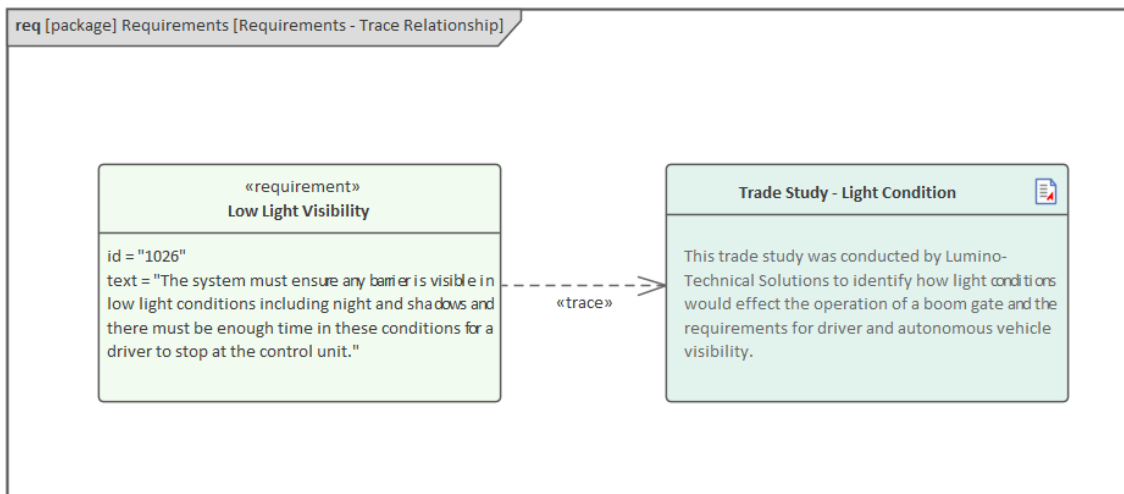 req [package] Requirements [Requirements - Trace Relationship]
«requirement»
Low Light Visibility
id = "1026"
text = "The system must ensure any barrier is visible in
low light conditions including night and shadows and
there must be enough time in these conditions for a
driver to stop at the control unit."
«trace»
Trade Study - Light Condition
This trade study was conducted by Lumino-
Technical Solutions to identify how light conditions
would effect the operation of a boom gate and the
requirements for driver and autonomous vehicle
visibility.